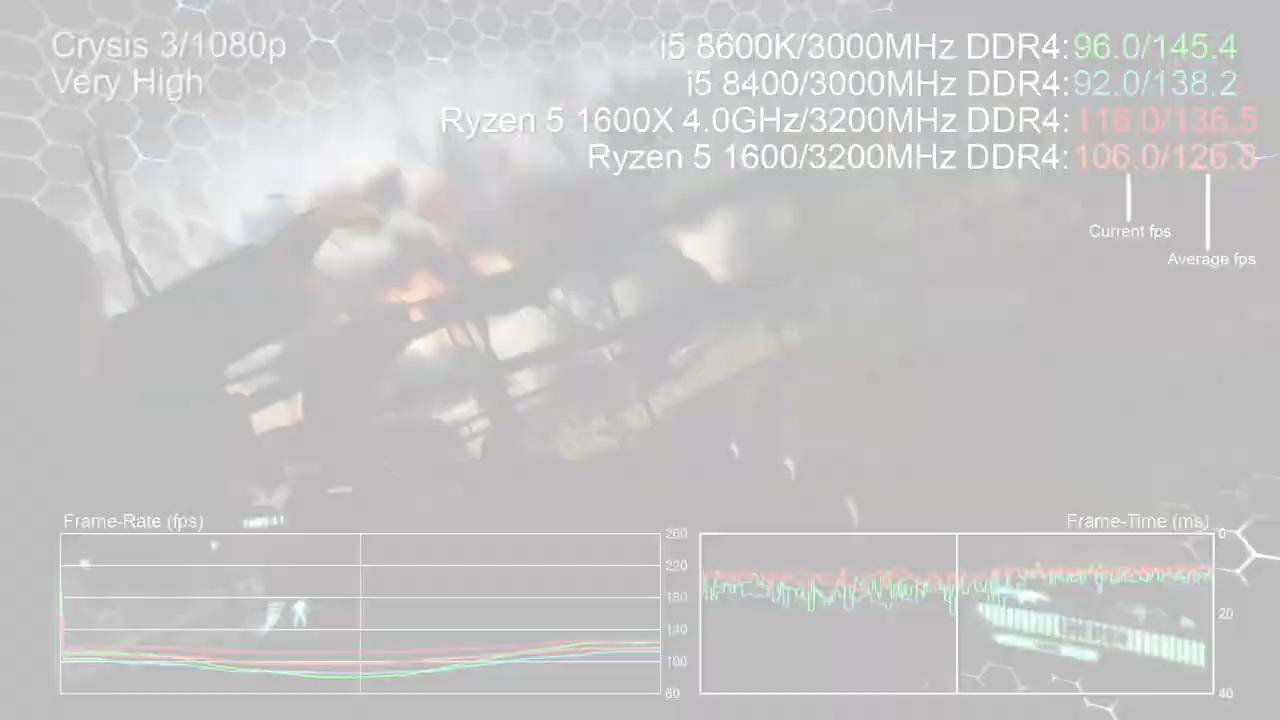 Crysis 3/1080p
Very High
i5 8600K/3000MHz DDR4:96.0/145.4
i5 8400/3000MHz DDR4:92.0/138.2
Ryzen 5 1600X 4.0GHz/3200MHz DDR4:116.0/136.5
Ryzen 5 1600/3200MHz DDR4:106.0/126.8
Current fps
Average fps
Frame-Rate (fps)
260
220
180
140
100
60
Frame-Time (ms)
0
20
40